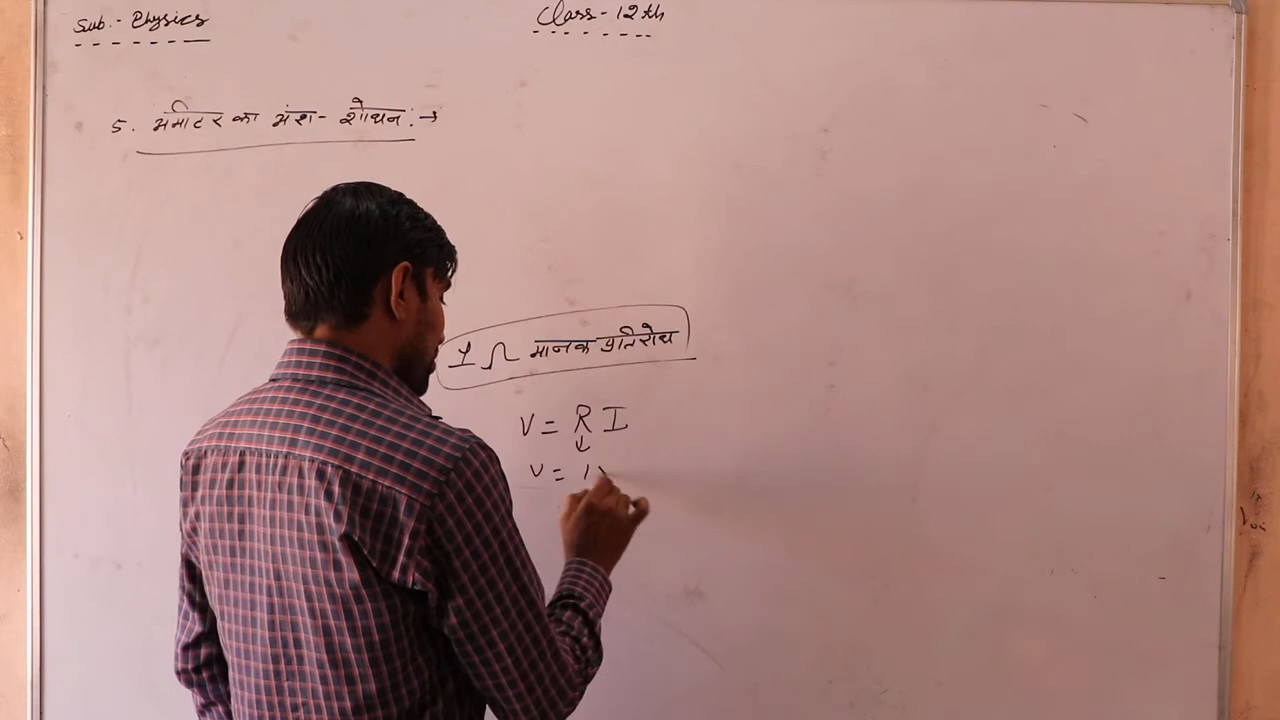 Sub.- Physics
Class- 12th
5. अमीटर का अंश- शोधन:→
1 Ω मानक प्रतिरोध
V = R I
↓
V = 1 ×